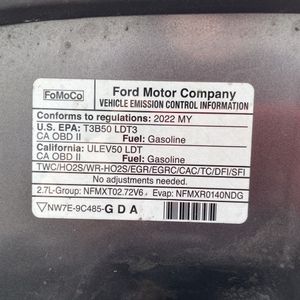 FoMoCo
Ford Motor Company
VEHICLE EMISSION CONTROL INFORMATION
Conforms to regulations: 2022 MY
U.S. EPA: T3B50 LDT3
CA OBD II Fuel: Gasoline
California: ULEV50 LDT
CA OBD II Fuel: Gasoline
TWC/HO2S/WR-HO2S/EGR/EGRC/CAC/TC/DFI/SFI
No adjustments needed.
2.7L-Group: NFMXT02.72V6 Evap: NFMXR0140NDG
NW7E-9C485-GDA